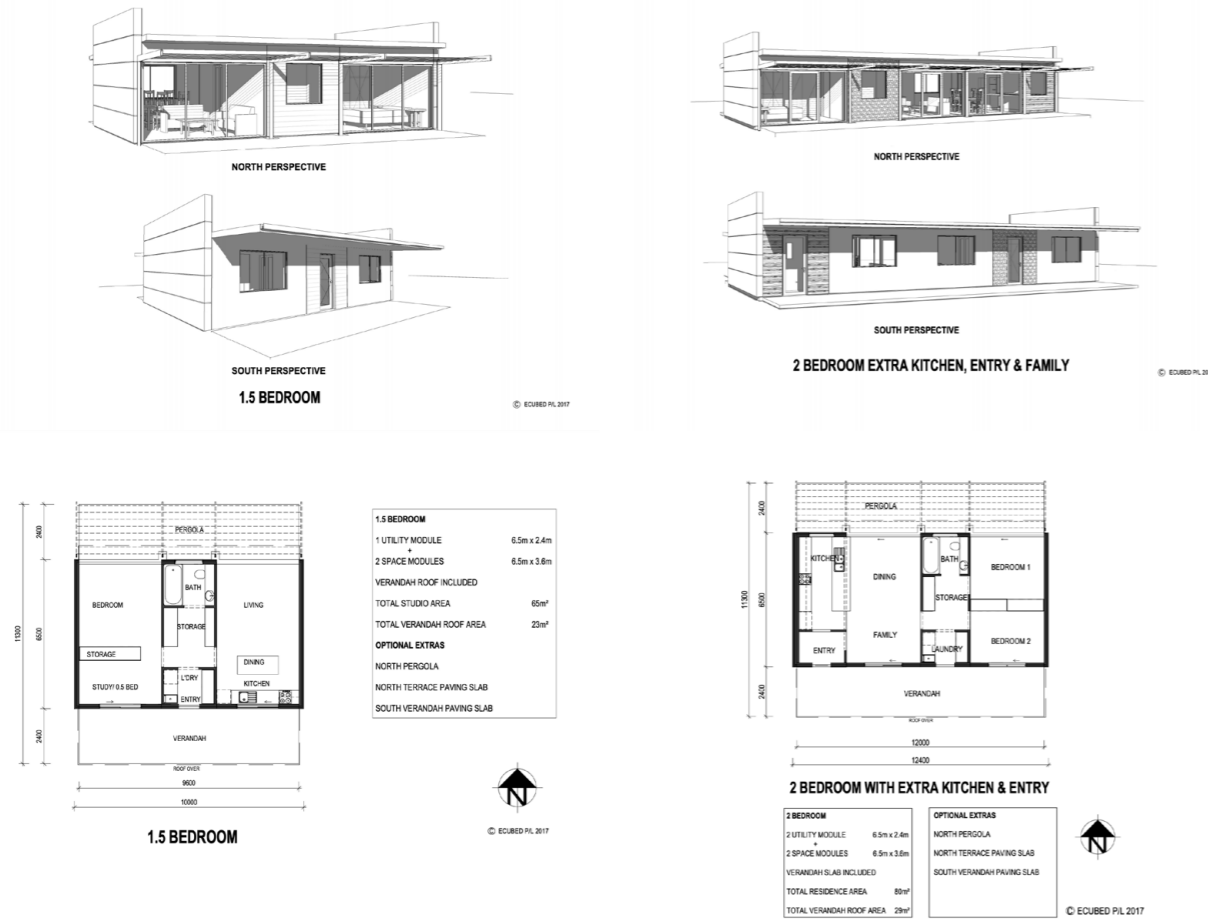 NORTH PERSPECTIVE
SOUTH PERSPECTIVE
1.5 BEDROOM
© ECUBED P/L 2017
NORTH PERSPECTIVE
SOUTH PERSPECTIVE
2 BEDROOM EXTRA KITCHEN, ENTRY & FAMILY
© ECUBED P/L 20
PERGOLA
BATH
BEDROOM
LIVING
STORAGE
STORAGE
DINING
L'DRY
KITCHEN
STUDY/ 0.5 BED
ENTRY
VERANDAH
ROOF OVER
2400
6500
2400
11300
9600
10000
1.5 BEDROOM
1.5 BEDROOM
1 UTILITY MODULE 6.5m x 2.4m
+
2 SPACE MODULES 6.5m x 3.6m
VERANDAH ROOF INCLUDED
TOTAL STUDIO AREA 65m²
TOTAL VERANDAH ROOF AREA 23m²
OPTIONAL EXTRAS
NORTH PERGOLA
NORTH TERRACE PAVING SLAB
SOUTH VERANDAH PAVING SLAB
N
© ECUBED P/L 2017
PERGOLA
KITCHEN
BATH
BEDROOM 1
DINING
STORAGE
FAMILY
BEDROOM 2
ENTRY
LAUNDRY
VERANDAH
ROOF OVER
2400
6500
2400
11300
12000
12400
2 BEDROOM WITH EXTRA KITCHEN & ENTRY
2 BEDROOM
2 UTILITY MODULE 6.5m x 2.4m
+
2 SPACE MODULES 6.5m x 3.6m
VERANDAH SLAB INCLUDED
TOTAL RESIDENCE AREA 80m²
TOTAL VERANDAH ROOF AREA 29m²
OPTIONAL EXTRAS
NORTH PERGOLA
NORTH TERRACE PAVING SLAB
SOUTH VERANDAH PAVING SLAB
N
© ECUBED P/L 2017